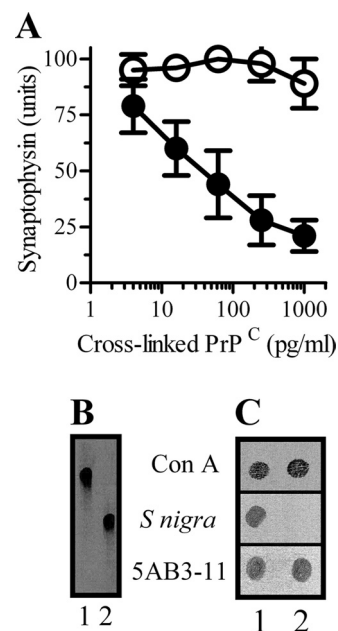 A
Synaptophysin (units)
100
75
50
25
0
1 10 100 1000
Cross-linked PrP C (pg/ml)
B C
Con A
S nigra
5AB3-11
1 2 1 2